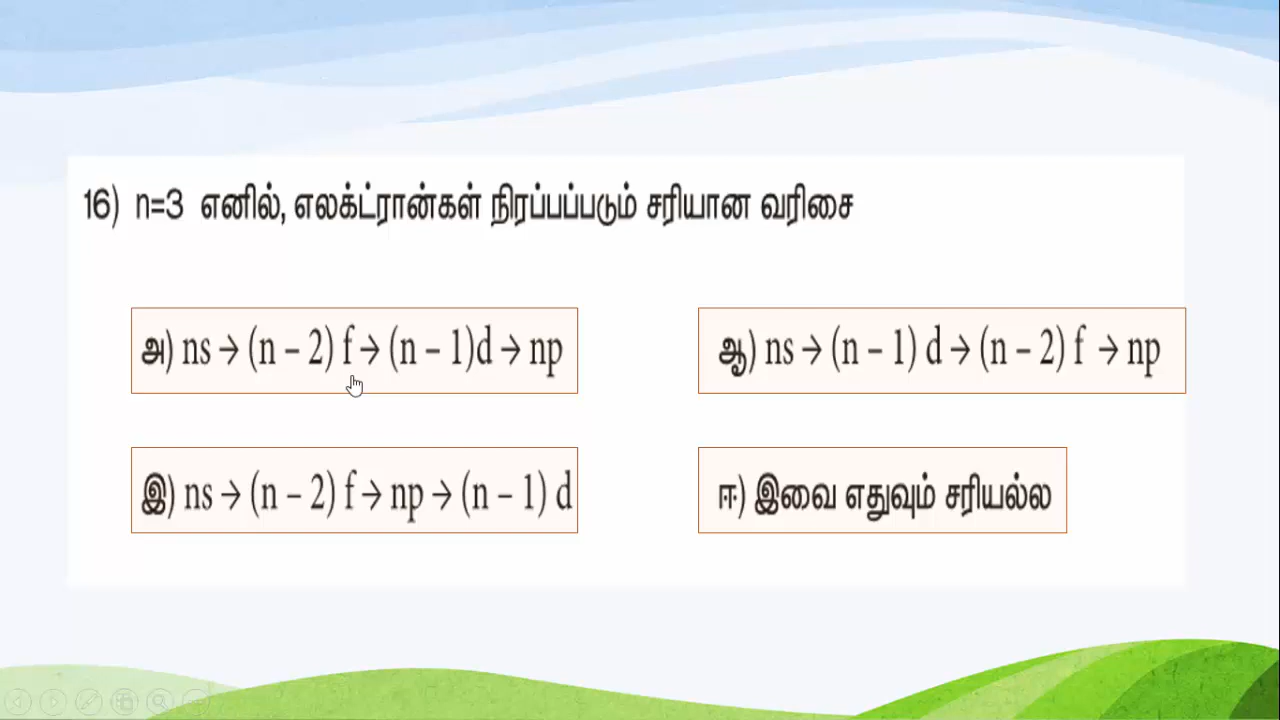 16) n=3 எனில், எலக்ட்ரான்கள் நிரப்பப்படும் சரியான வரிசை
அ) ns → (n – 2) f → (n – 1)d → np
ஆ) ns → (n – 1) d → (n – 2) f → np
இ) ns → (n – 2) f → np → (n – 1) d
ஈ) இவை எதுவும் சரியல்ல